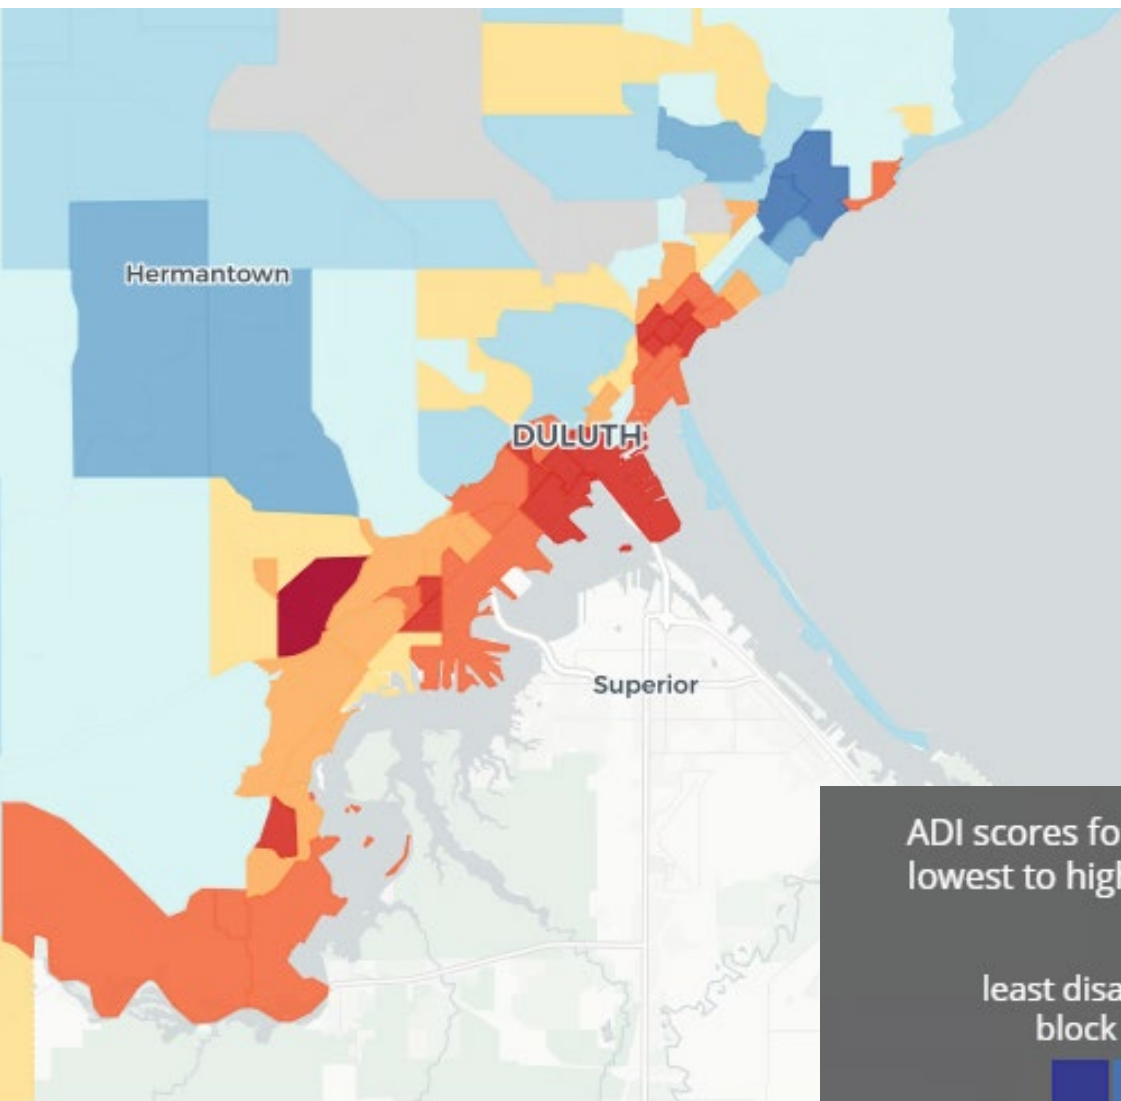 Hermantown
DULUTH
Superior
ADI scores fo
lowest to high
least disa
block